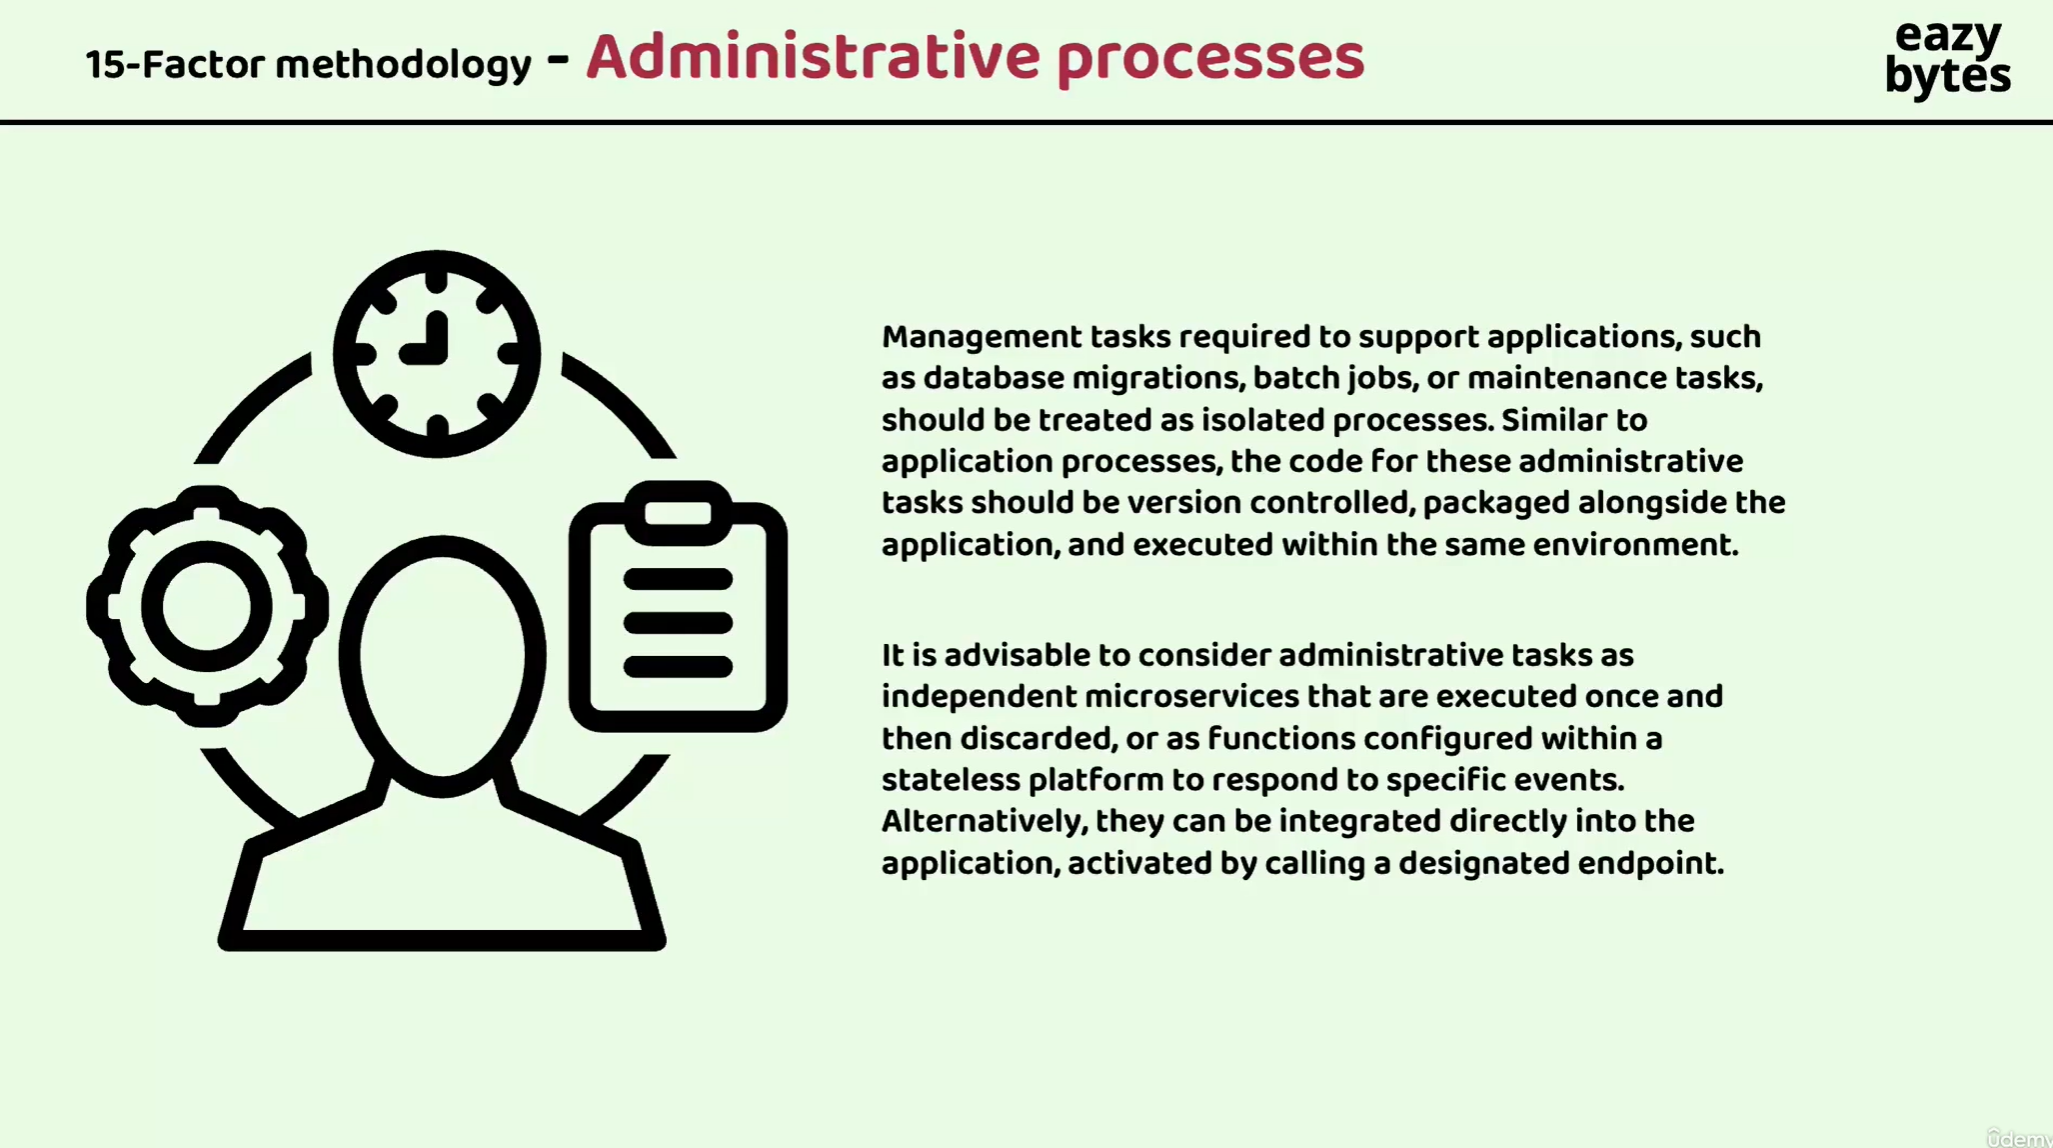 15-Factor methodology - Administrative processes
eazy
bytes
Management tasks required to support applications, such
as database migrations, batch jobs, or maintenance tasks,
should be treated as isolated processes. Similar to
application processes, the code for these administrative
tasks should be version controlled, packaged alongside the
application, and executed within the same environment.
It is advisable to consider administrative tasks as
independent microservices that are executed once and
then discarded, or as functions configured within a
stateless platform to respond to specific events.
Alternatively, they can be integrated directly into the
application, activated by calling a designated endpoint.
ûdemy